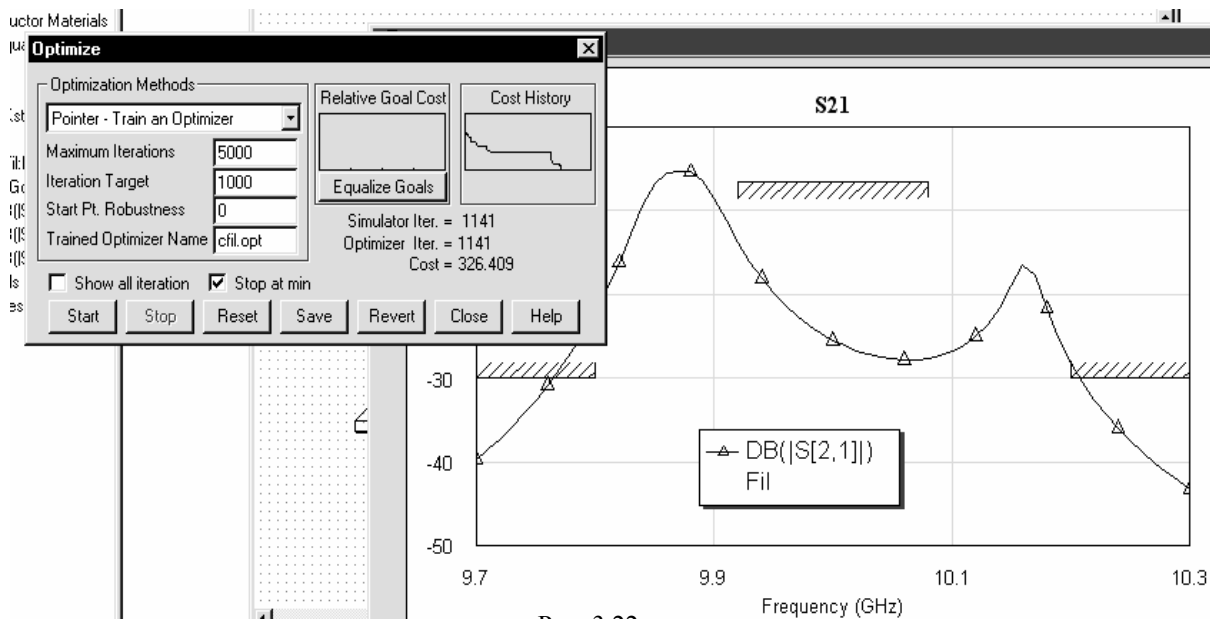 uctor Materials
Optimize
Optimization Methods
Pointer - Train an Optimizer
Maximum Iterations 5000
Iteration Target 1000
Start Pt. Robustness 0
Trained Optimizer Name cfil.opt
Relative Goal Cost
Equalize Goals
Cost History
Simulator Iter. = 1141
Optimizer Iter. = 1141
Cost = 326.409
Show all iteration Stop at min
Start Stop Reset Save Revert Close Help
S21
-30
-40
-50
DB(|S[2,1]|)
Fil
9.7 9.9 10.1 10.3
Frequency (GHz)